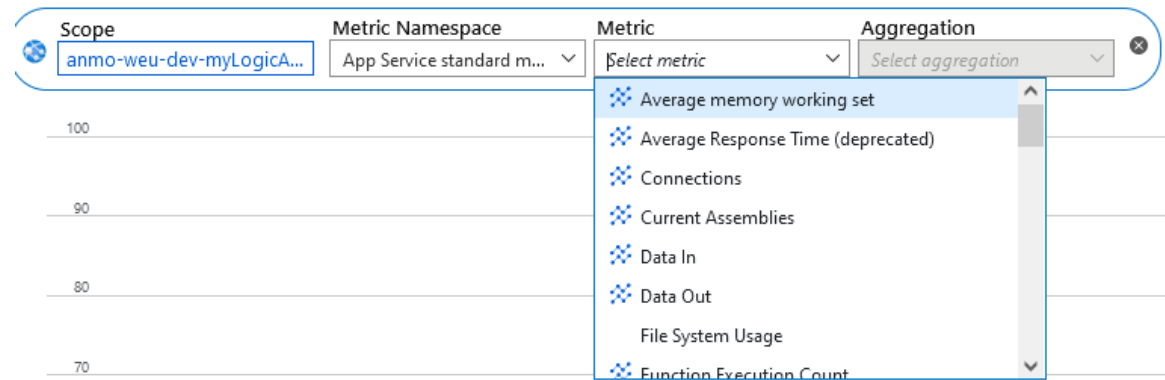 Scope
Metric Namespace
Metric
Aggregation
anmo-weu-dev-myLogicA...
App Service standard m...
Select metric
Select aggregation
Average memory working set
Average Response Time (deprecated)
Connections
Current Assemblies
Data In
Data Out
File System Usage
Function Execution Count
100
90
80
70